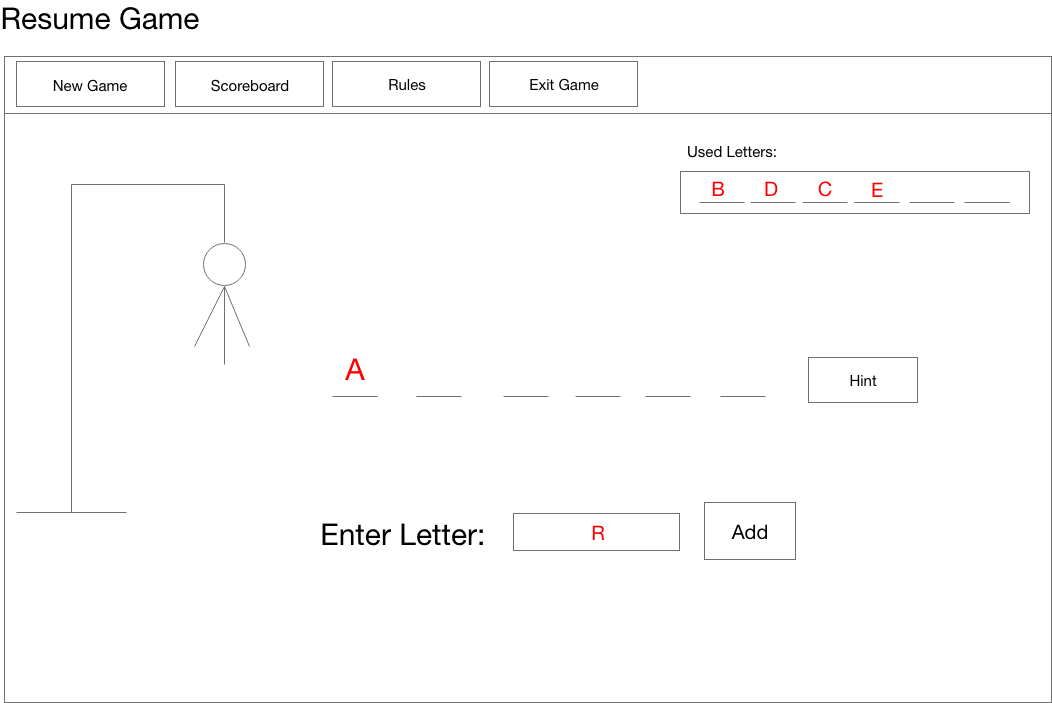 Resume Game
New Game Scoreboard Rules Exit Game
Used Letters:
B D C E
A
Hint
Enter Letter: R Add